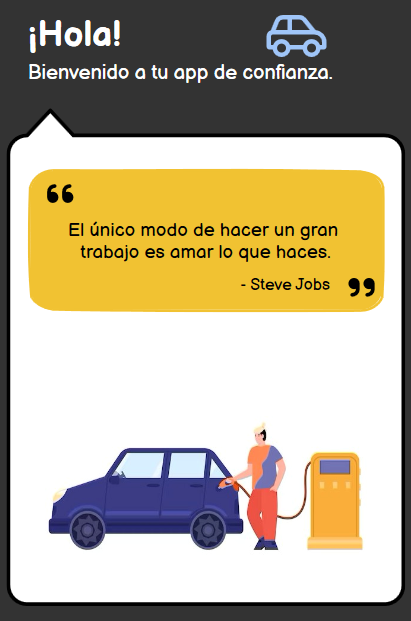 ¡Hola!
Bienvenido a tu app de confianza.
“
El único modo de hacer un gran
trabajo es amar lo que haces.
- Steve Jobs ”